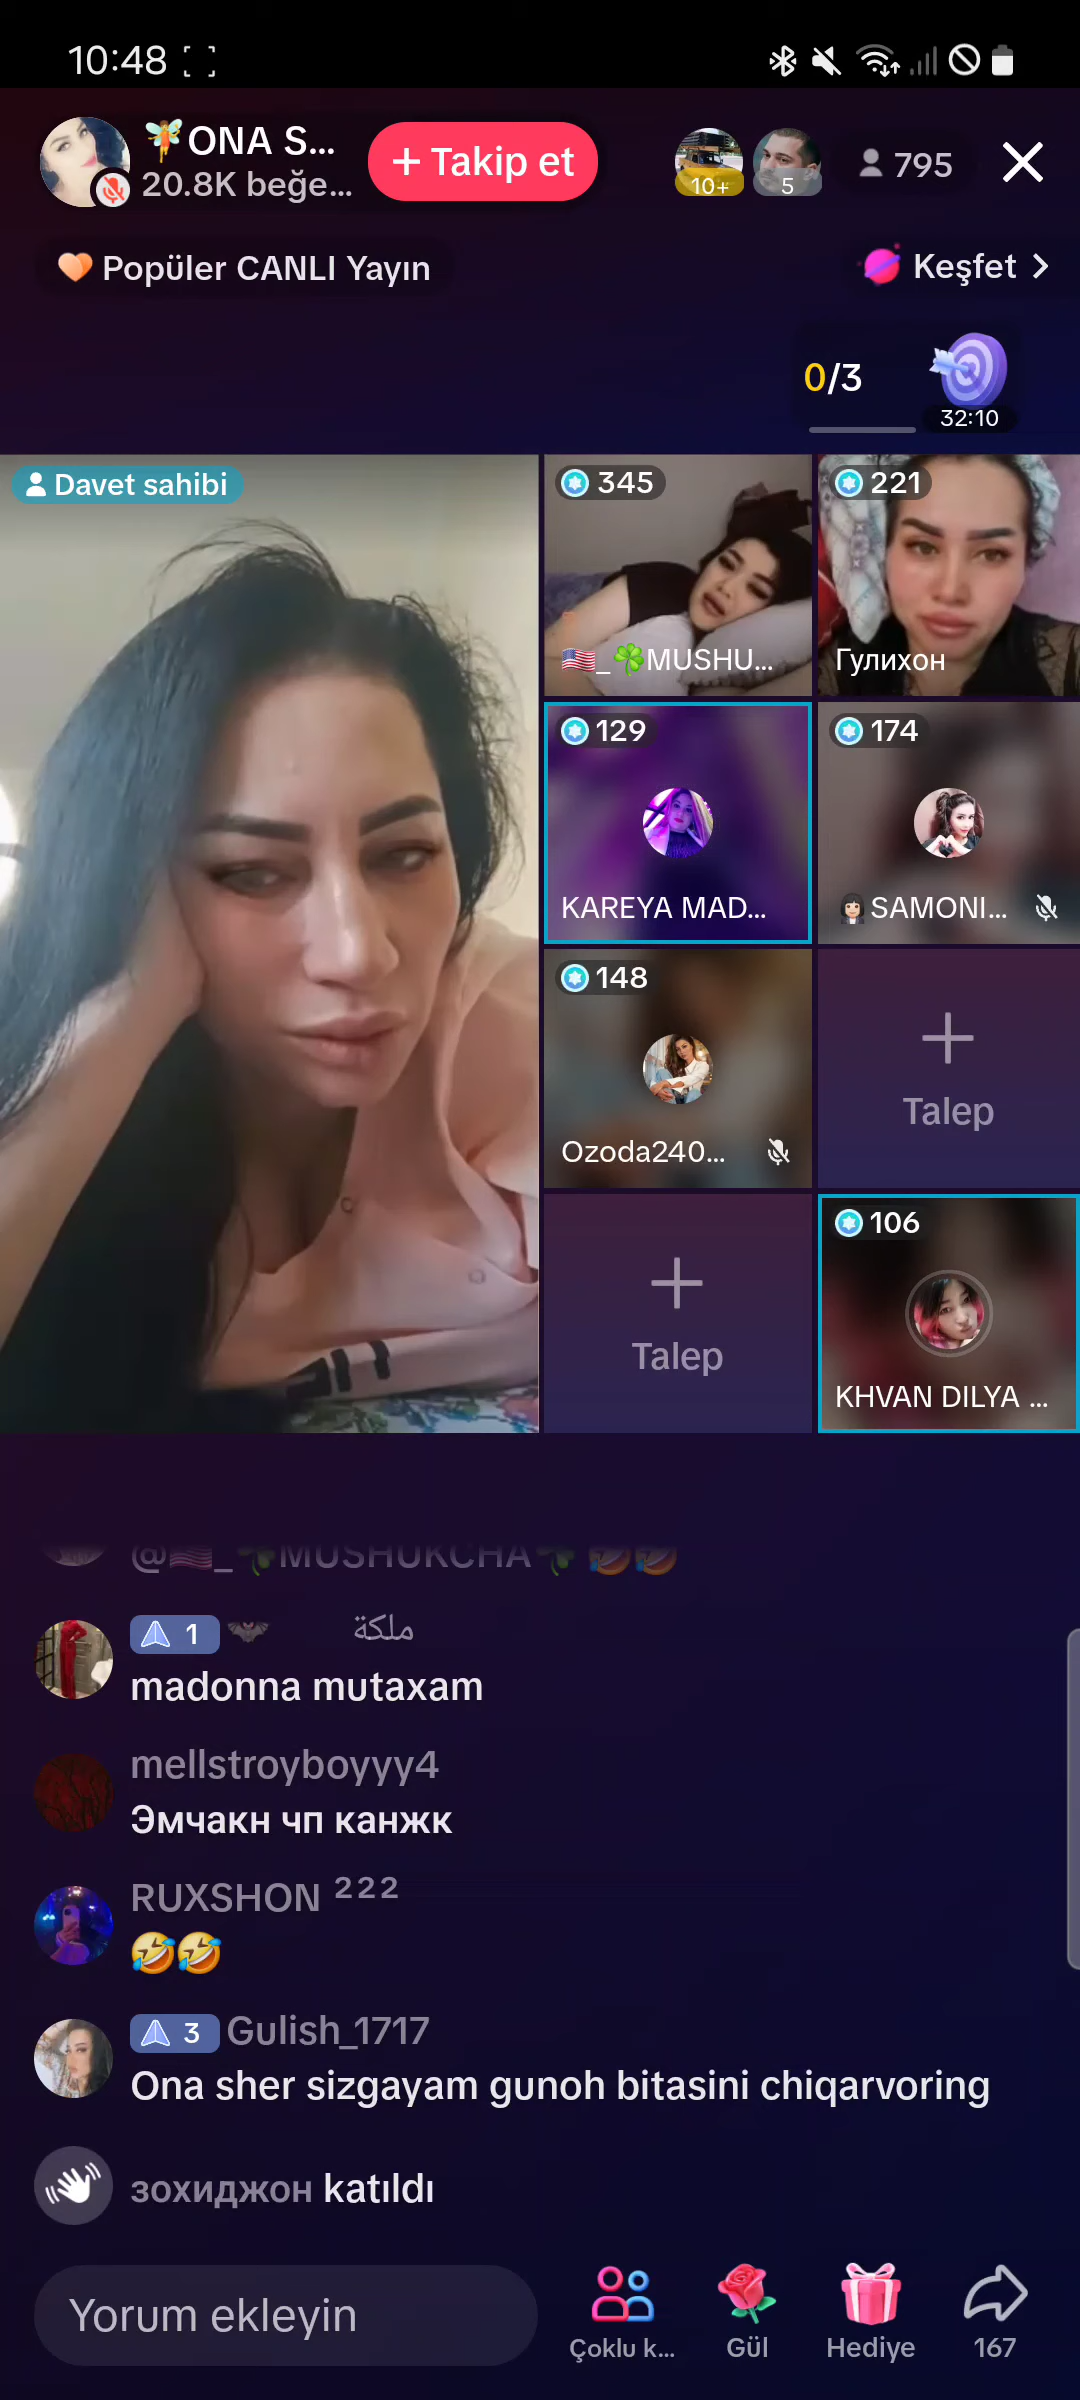 10:48
🧚ONA S...
20.8K beğe...
+ Takip et
10+
5
795
Popüler CANLI Yayın
Keşfet >
0/3
32:10
Davet sahibi
345
🇺🇸_☘️MUSHU...
221
Гулихон
129
KAREYA MAD...
174
👩🏻‍💼SAMONI...
148
Ozoda240...
Talep
Talep
106
KHVAN DILYA ...
@🇺🇸_☘️MUSHUKCHA☘️ 🤣🤣
1 🦇 ملكة
madonna mutaxam
mellstroyboyyy4
Эмчакн чп канжк
RUXSHON ²²²
🤣🤣
3 Gulish_1717
Ona sher sizgayam gunoh bitasini chiqarvoring
зохиджон katıldı
Yorum ekleyin
Çoklu k...
Gül
Hediye
167